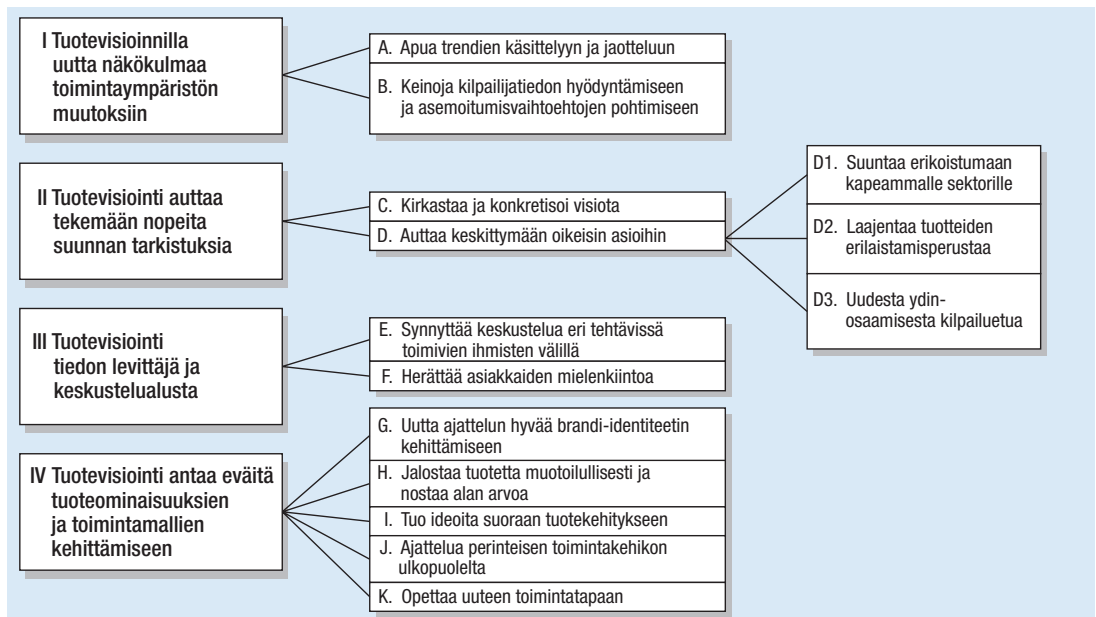 I Tuotevisioinnilla
uutta näkökulmaa
toimintaympäristön
muutoksiin
A. Apua trendien käsittelyyn ja jaotteluun
B. Keinoja kilpailijatiedon hyödyntämiseen
ja asemoitumisvaihtoehtojen pohtimiseen
II Tuotevisiointi auttaa
tekemään nopeita
suunnan tarkistuksia
C. Kirkastaa ja konkretisoi visiota
D. Auttaa keskittymään oikeisin asioihin
D1. Suuntaa erikoistumaan
kapeammalle sektorille
D2. Laajentaa tuotteiden
erilaistamisperustaa
D3. Uudesta ydin-
osaamisesta kilpailuetua
III Tuotevisiointi
tiedon levittäjä ja
keskustelualusta
E. Synnyttää keskustelua eri tehtävissä
toimivien ihmisten välillä
F. Herättää asiakkaiden mielenkiintoa
IV Tuotevisiointi antaa eväitä
tuoteominaisuuksien
ja toimintamallien
kehittämiseen
G. Uutta ajattelun hyvää brandi-identiteetin
kehittämiseen
H. Jalostaa tuotetta muotoilullisesti ja
nostaa alan arvoa
I. Tuo ideoita suoraan tuotekehitykseen
J. Ajattelua perinteisen toimintakehikon
ulkopuolelta
K. Opettaa uuteen toimintatapaan